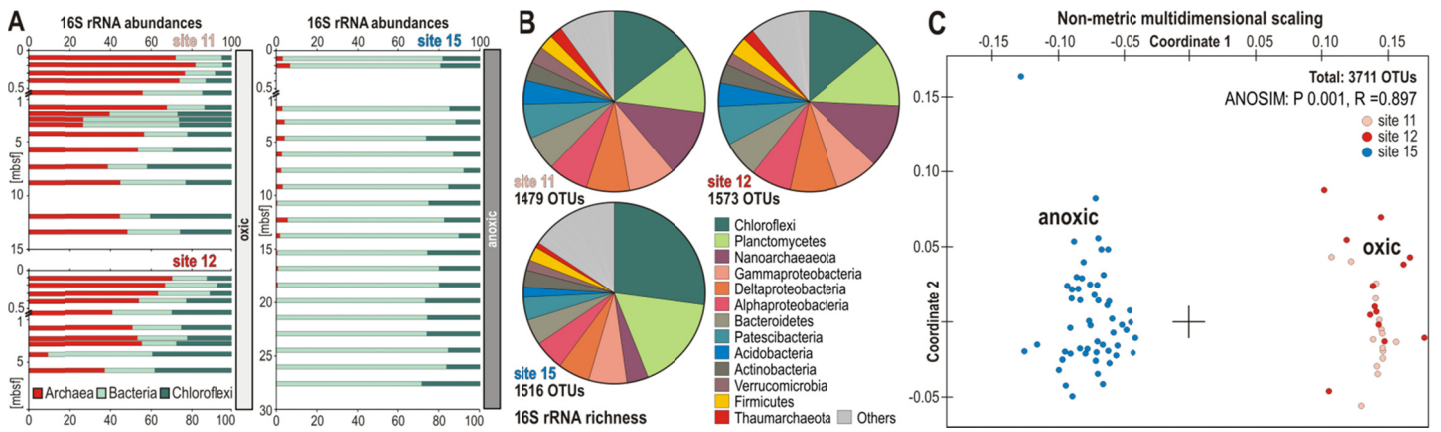 A
16S rRNA abundances
site 11
0 20 40 60 80 100
0
0.5
1
5
10
15
[mbsf]
oxic
site 12
0
0.5
1
5
[mbsf]
Archaea
Bacteria
Chloroflexi
0 20 40 60 80 100
16S rRNA abundances
site 15
0 20 40 60 80 100
0
1
5
10
15
20
25
30
[mbsf]
anoxic
0 20 40 60 80 100
B
site 11
1479 OTUs
site 12
1573 OTUs
site 15
1516 OTUs
16S rRNA richness
Chloroflexi
Planctomycetes
Nanoarchaeaeota
Gammaproteobacteria
Deltaproteobacteria
Alphaproteobacteria
Bacteroidetes
Patescibacteria
Acidobacteria
Actinobacteria
Verrucomicrobia
Firmicutes
Thaumarchaeota
Others
C
Non-metric multidimensional scaling
-0.15 -0.10 -0.05 Coordinate 1 0.05 0.10 0.15
Total: 3711 OTUs
ANOSIM: P 0.001, R =0.897
site 11
site 12
site 15
0.15
0.10
0.05
-0.05
Coordinate 2
anoxic
oxic